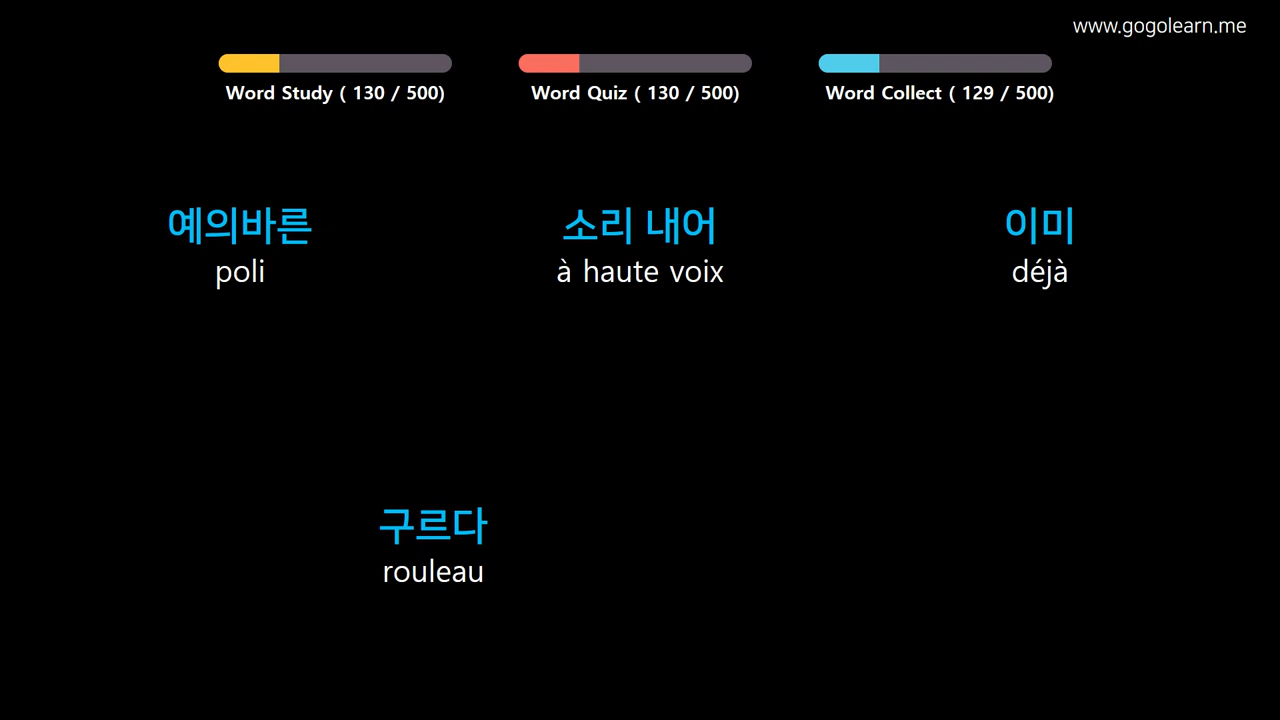 www.gogolearn.me
Word Study ( 130 / 500)
Word Quiz ( 130 / 500)
Word Collect ( 129 / 500)
예의바른
poli
소리 내어
à haute voix
이미
déjà
구르다
rouleau